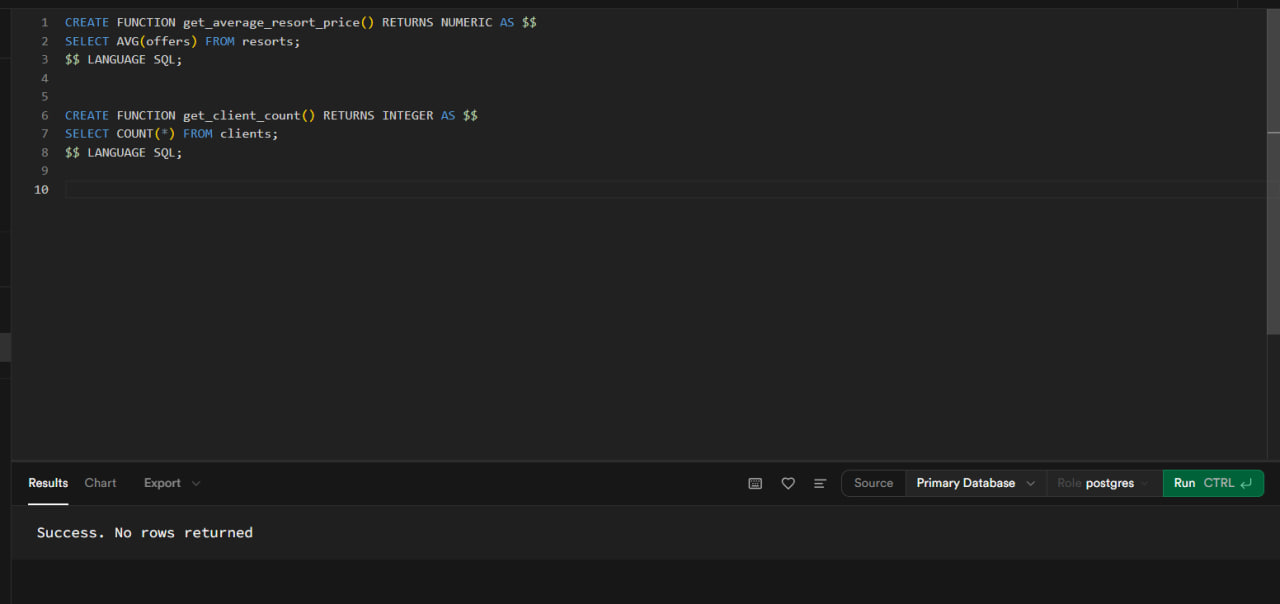 1 CREATE FUNCTION get_average_resort_price() RETURNS NUMERIC AS $$
2 SELECT AVG(offers) FROM resorts;
3 $$ LANGUAGE SQL;
4
5
6 CREATE FUNCTION get_client_count() RETURNS INTEGER AS $$
7 SELECT COUNT(*) FROM clients;
8 $$ LANGUAGE SQL;
9
10
Results Chart Export Source Primary Database Role postgres Run CTRL
Success. No rows returned